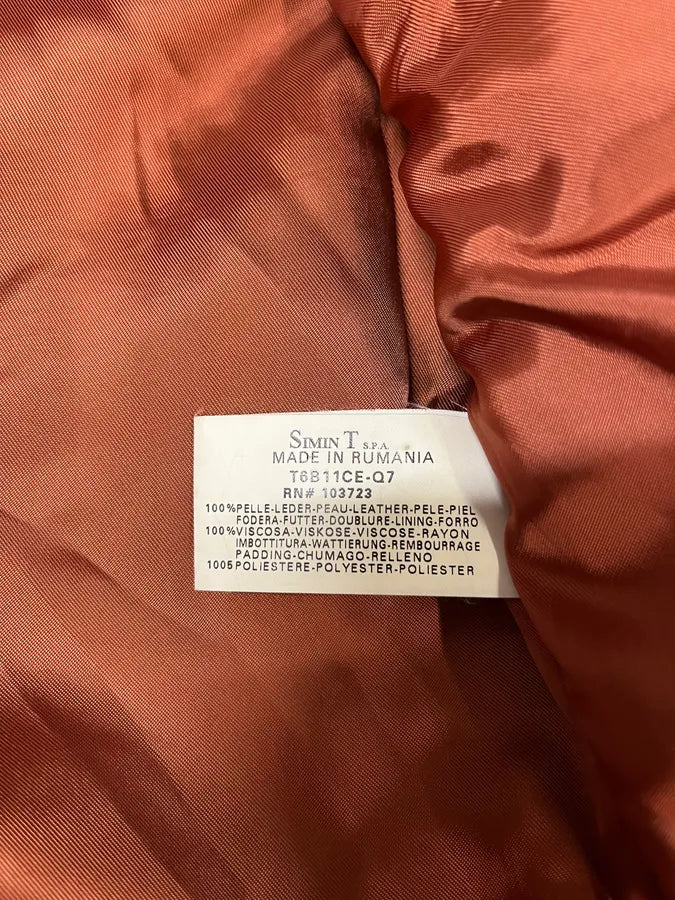 SIMIN T S.P.A.
MADE IN RUMANIA
T6B11CE-Q7
RN# 103723
100%PELLE-LEDER-PEAU-LEATHER-PELE-PIEL
FODERA-FUTTER-DOUBLURE-LINING-FORRO
100%VISCOSA-VISKOSE-VISCOSE-RAYON
IMBOTTITURA-WATTIERUNG-REMBOURRAGE
PADDING-CHUMAGO-RELLENO
1005POLIESTERE-POLYESTER-POLIESTER